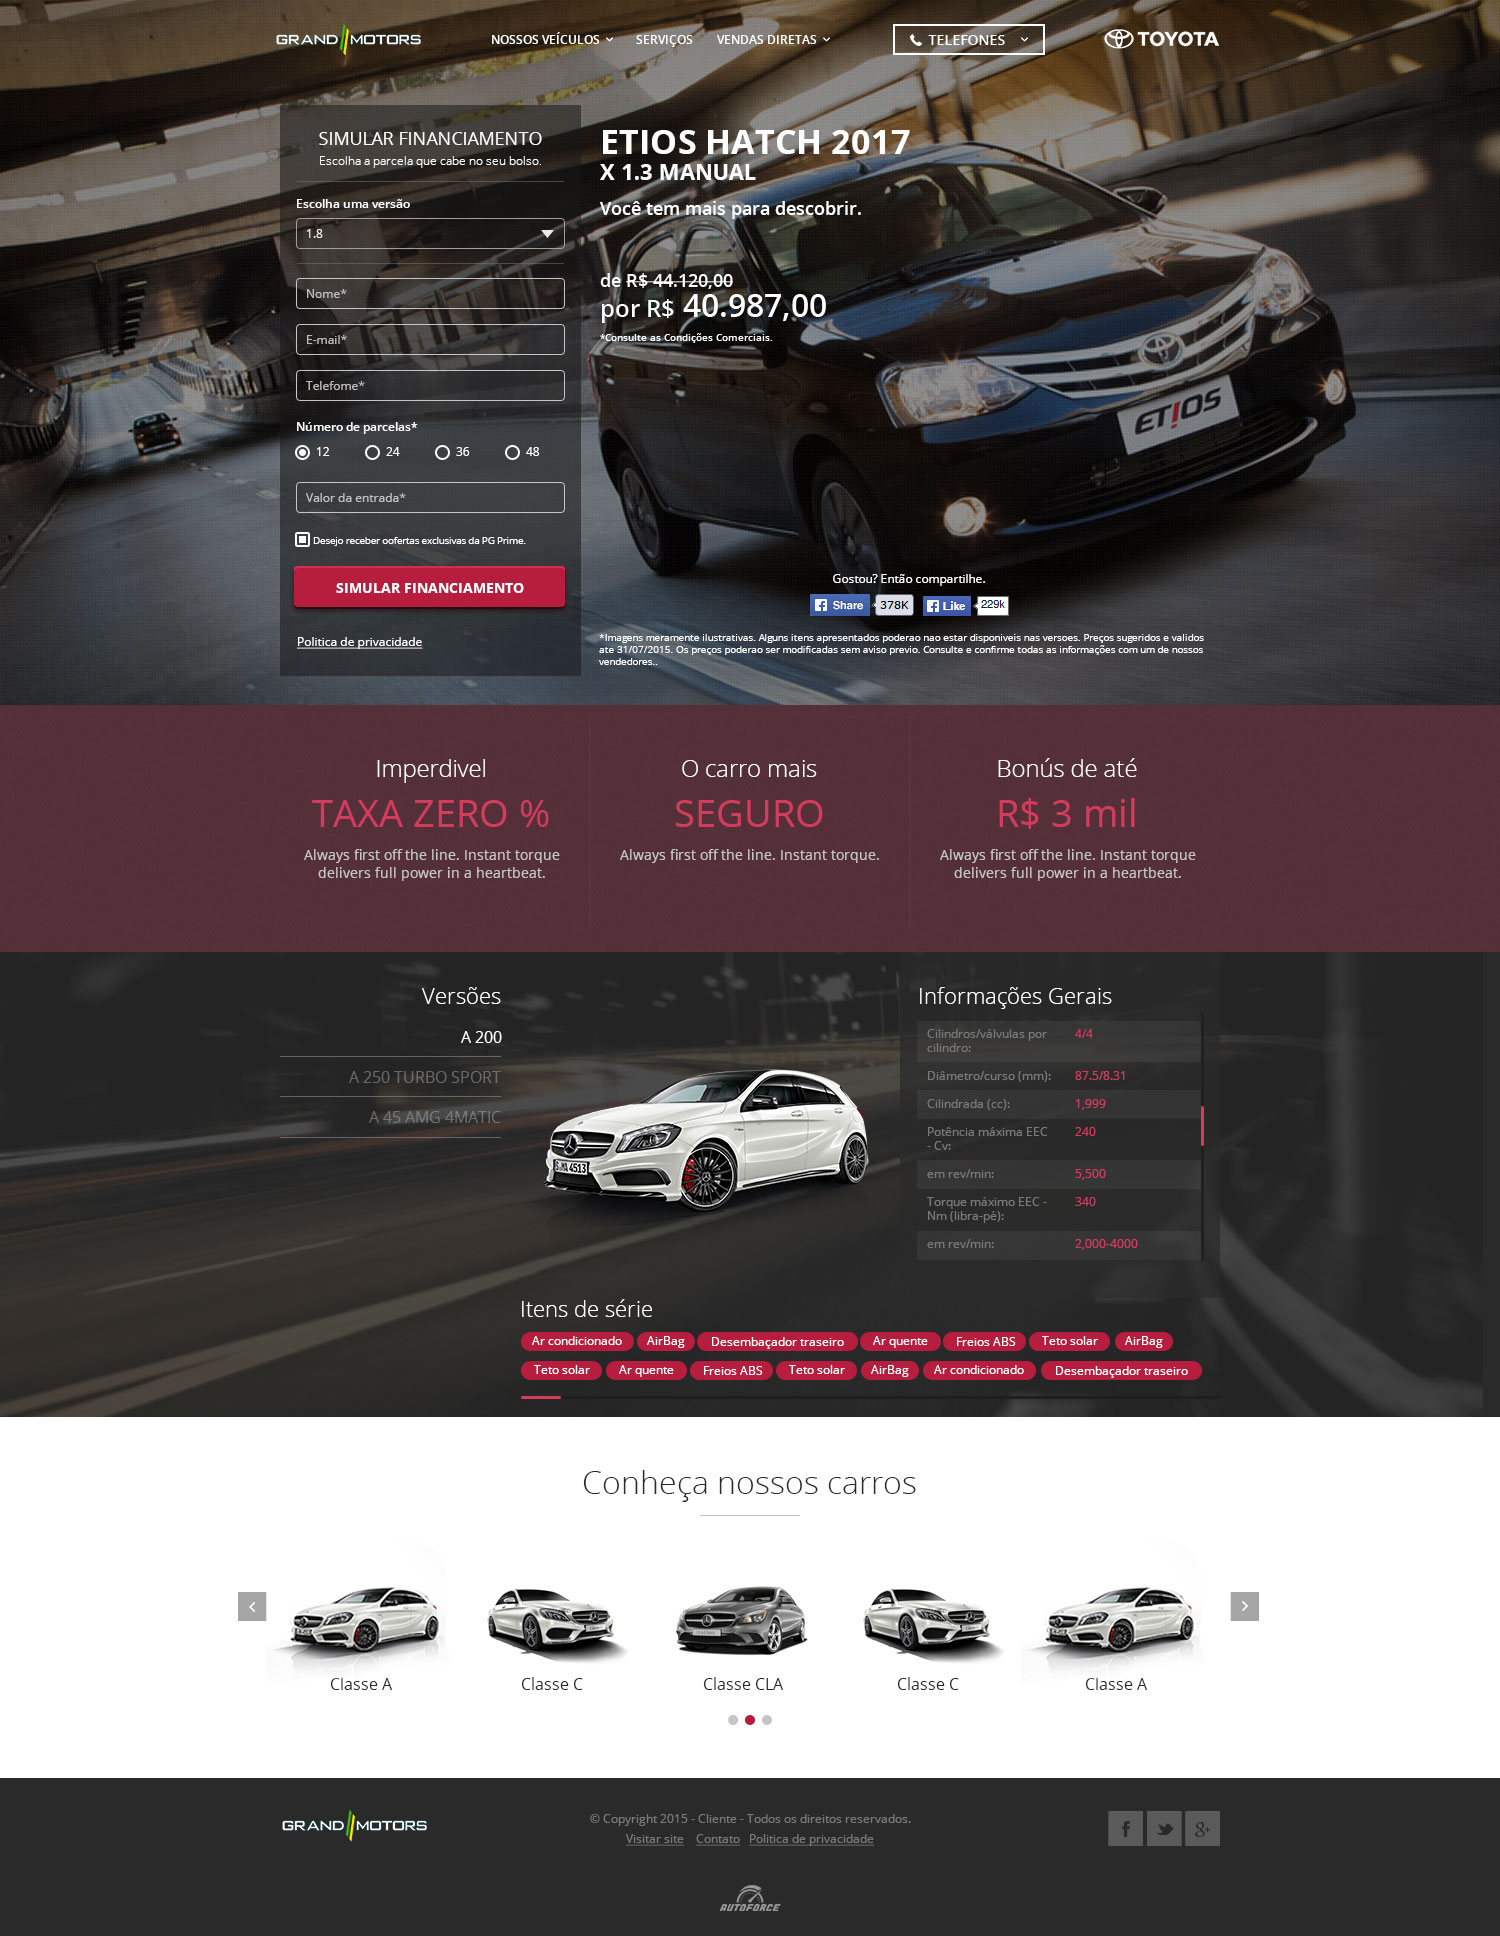 GRAND MOTORS
NOSSOS VEÍCULOS
SERVIÇOS
VENDAS DIRETAS
TELEFONES
TOYOTA
SIMULAR FINANCIAMENTO
Escolha a parcela que cabe no seu bolso.
Escolha uma versão
1.8
Nome*
E-mail*
Telefome*
Número de parcelas*
12 24 36 48
Valor da entrada*
Desejo receber oofertas exclusivas da PG Prime.
SIMULAR FINANCIAMENTO
Politica de privacidade
ETIOS HATCH 2017
X 1.3 MANUAL
Você tem mais para descobrir.
de R$ 44.120,00
por R$ 40.987,00
*Consulte as Condições Comerciais.
ETIOS
Gostou? Então compartilhe.
Share 378K Like 229k
*Imagens meramente ilustrativas. Alguns itens apresentados poderao nao estar disponiveis nas versoes. Preços sugeridos e validos
ate 31/07/2015. Os preços poderao ser modificadas sem aviso previo. Consulte e confirme todas as informações com um de nossos
vendedores..
Imperdivel
TAXA ZERO %
Always first off the line. Instant torque
delivers full power in a heartbeat.
O carro mais
SEGURO
Always first off the line. Instant torque.
Bonús de até
R$ 3 mil
Always first off the line. Instant torque
delivers full power in a heartbeat.
Versões
A 200
A 250 TURBO SPORT
A 45 AMG 4MATIC
S MA 4513
Informações Gerais
Cilindros/válvulas por 4/4
cilindro:
Diâmetro/curso (mm): 87.5/8.31
Cilindrada (cc): 1,999
Potência máxima EEC 240
- Cv:
em rev/min: 5,500
Torque máximo EEC - 340
Nm (libra-pé):
em rev/min: 2,000-4000
Itens de série
Ar condicionado AirBag Desembaçador traseiro Ar quente Freios ABS Teto solar AirBag
Teto solar Ar quente Freios ABS Teto solar AirBag Ar condicionado Desembaçador traseiro
Conheça nossos carros
Classe A
Classe C
Classe CLA
Classe C
Classe A
GRAND MOTORS
© Copyright 2015 - Cliente - Todos os direitos reservados.
Visitar site Contato Politica de privacidade
AUTOFORCE